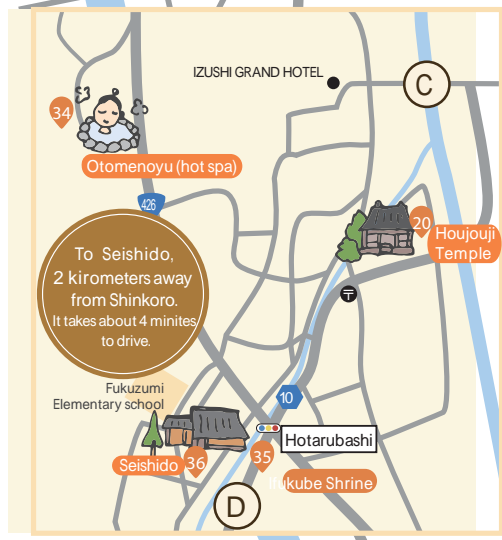 IZUSHI GRAND HOTEL
C
34
Otomenoyu (hot spa)
426
20
Houjouji
Temple
To Seishido,
2 kirometers away
from Shinkoro.
It takes about 4 minites
to drive.
〒
Fukuzumi
Elementary school
10
Hotarubashi
Seishido
36
35
Ifukube Shrine
D